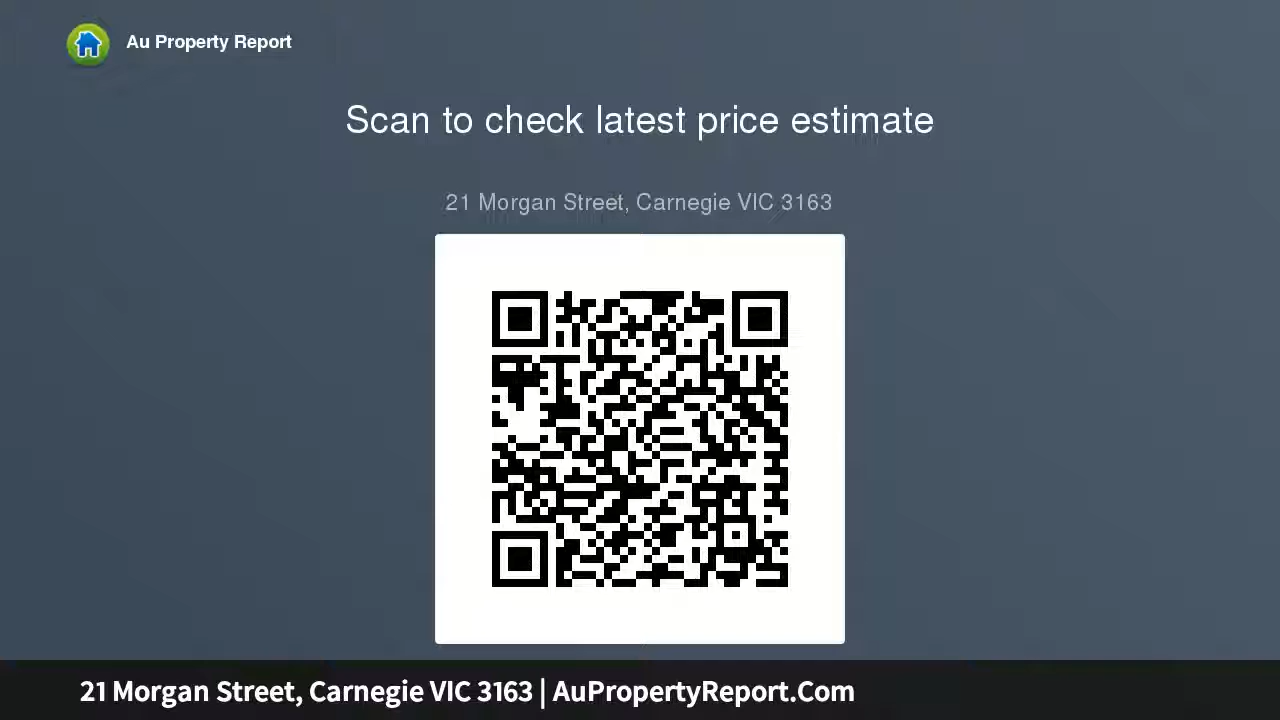 Au Property Report
Scan to check latest price estimate
21 Morgan Street, Carnegie VIC 3163
21 Morgan Street, Carnegie VIC 3163 | AuPropertyReport.Com